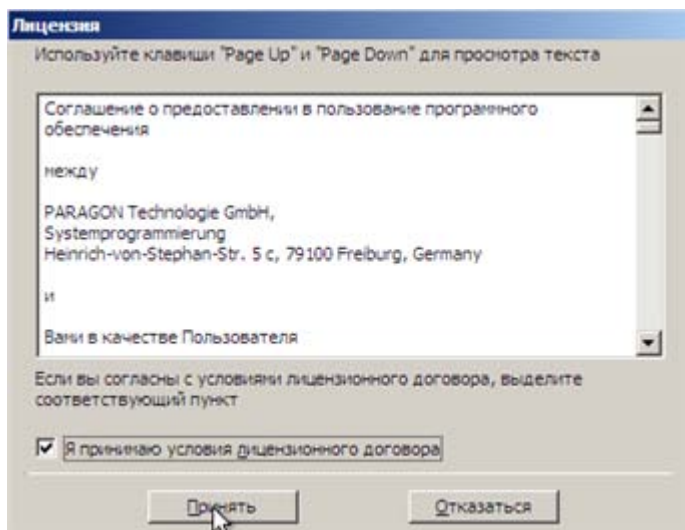 Лицензия
Используйте клавиши "Page Up" и "Page Down" для просмотра текста
Соглашение о предоставлении в пользование программного
обеспечения
между
PARAGON Technologie GmbH,
Systemprogrammierung
Heinrich-von-Stephan-Str. 5 c, 79100 Freiburg, Germany
и
Вами в качестве Пользователя
Если вы согласны с условиями лицензионного договора, выделите
соответствующий пункт
Я принимаю условия лицензионного договора
Принять
Отказаться